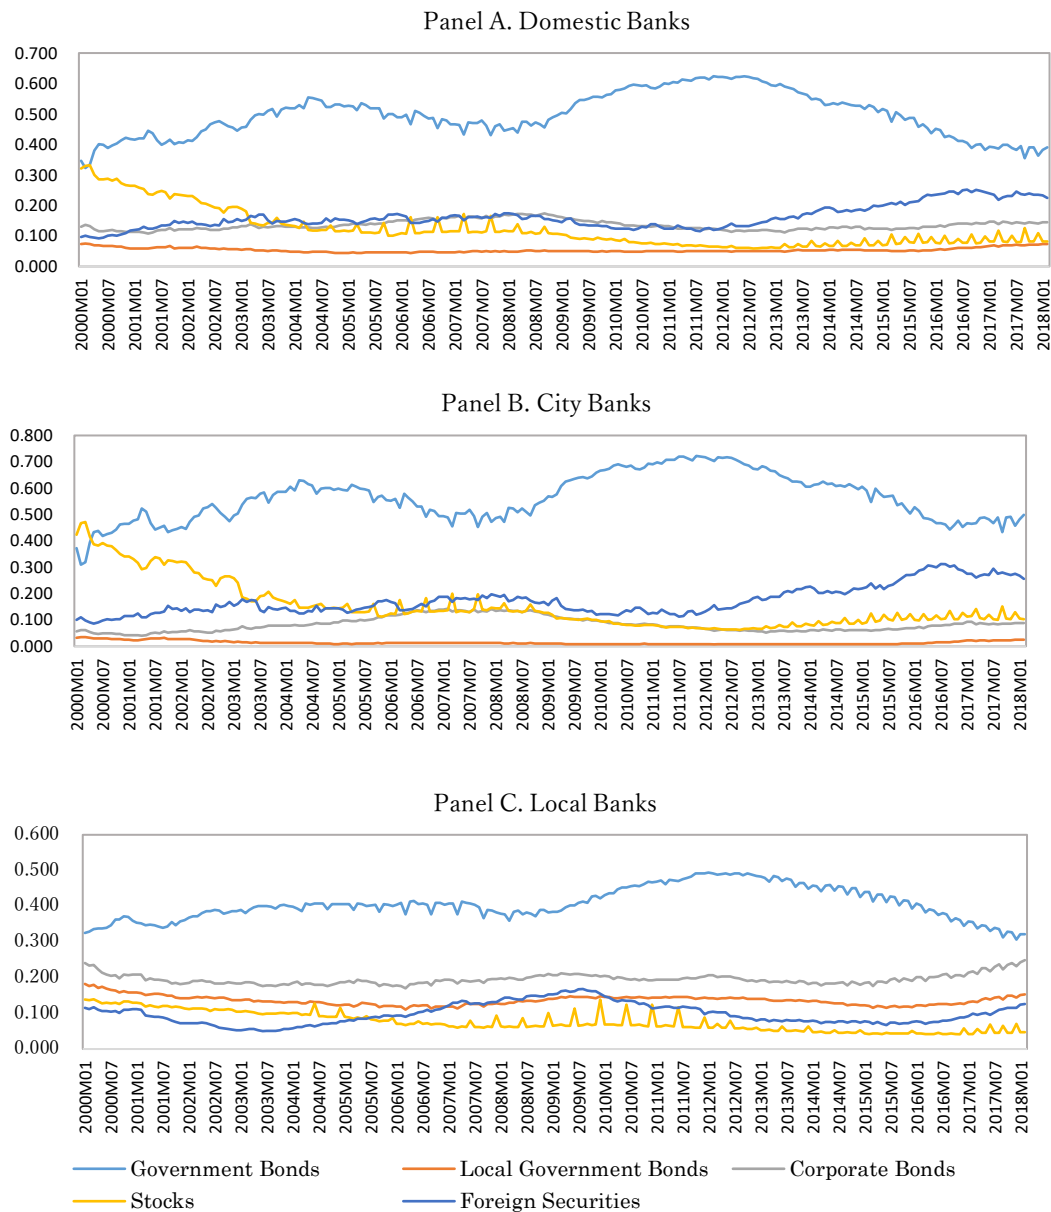 Panel A. Domestic Banks
0.700
0.600
0.500
0.400
0.300
0.200
0.100
0.000
2000M01
2000M07
2001M01
2001M07
2002M01
2002M07
2003M01
2003M07
2004M01
2004M07
2005M01
2005M07
2006M01
2006M07
2007M01
2007M07
2008M01
2008M07
2009M01
2009M07
2010M01
2010M07
2011M01
2011M07
2012M01
2012M07
2013M01
2013M07
2014M01
2014M07
2015M01
2015M07
2016M01
2016M07
2017M01
2017M07
2018M01
Panel B. City Banks
0.800
0.700
0.600
0.500
0.400
0.300
0.200
0.100
0.000
2000M01
2000M07
2001M01
2001M07
2002M01
2002M07
2003M01
2003M07
2004M01
2004M07
2005M01
2005M07
2006M01
2006M07
2007M01
2007M07
2008M01
2008M07
2009M01
2009M07
2010M01
2010M07
2011M01
2011M07
2012M01
2012M07
2013M01
2013M07
2014M01
2014M07
2015M01
2015M07
2016M01
2016M07
2017M01
2017M07
2018M01
Panel C. Local Banks
0.600
0.500
0.400
0.300
0.200
0.100
0.000
2000M01
2000M07
2001M01
2001M07
2002M01
2002M07
2003M01
2003M07
2004M01
2004M07
2005M01
2005M07
2006M01
2006M07
2007M01
2007M07
2008M01
2008M07
2009M01
2009M07
2010M01
2010M07
2011M01
2011M07
2012M01
2012M07
2013M01
2013M07
2014M01
2014M07
2015M01
2015M07
2016M01
2016M07
2017M01
2017M07
2018M01
Government Bonds
Local Government Bonds
Corporate Bonds
Stocks
Foreign Securities